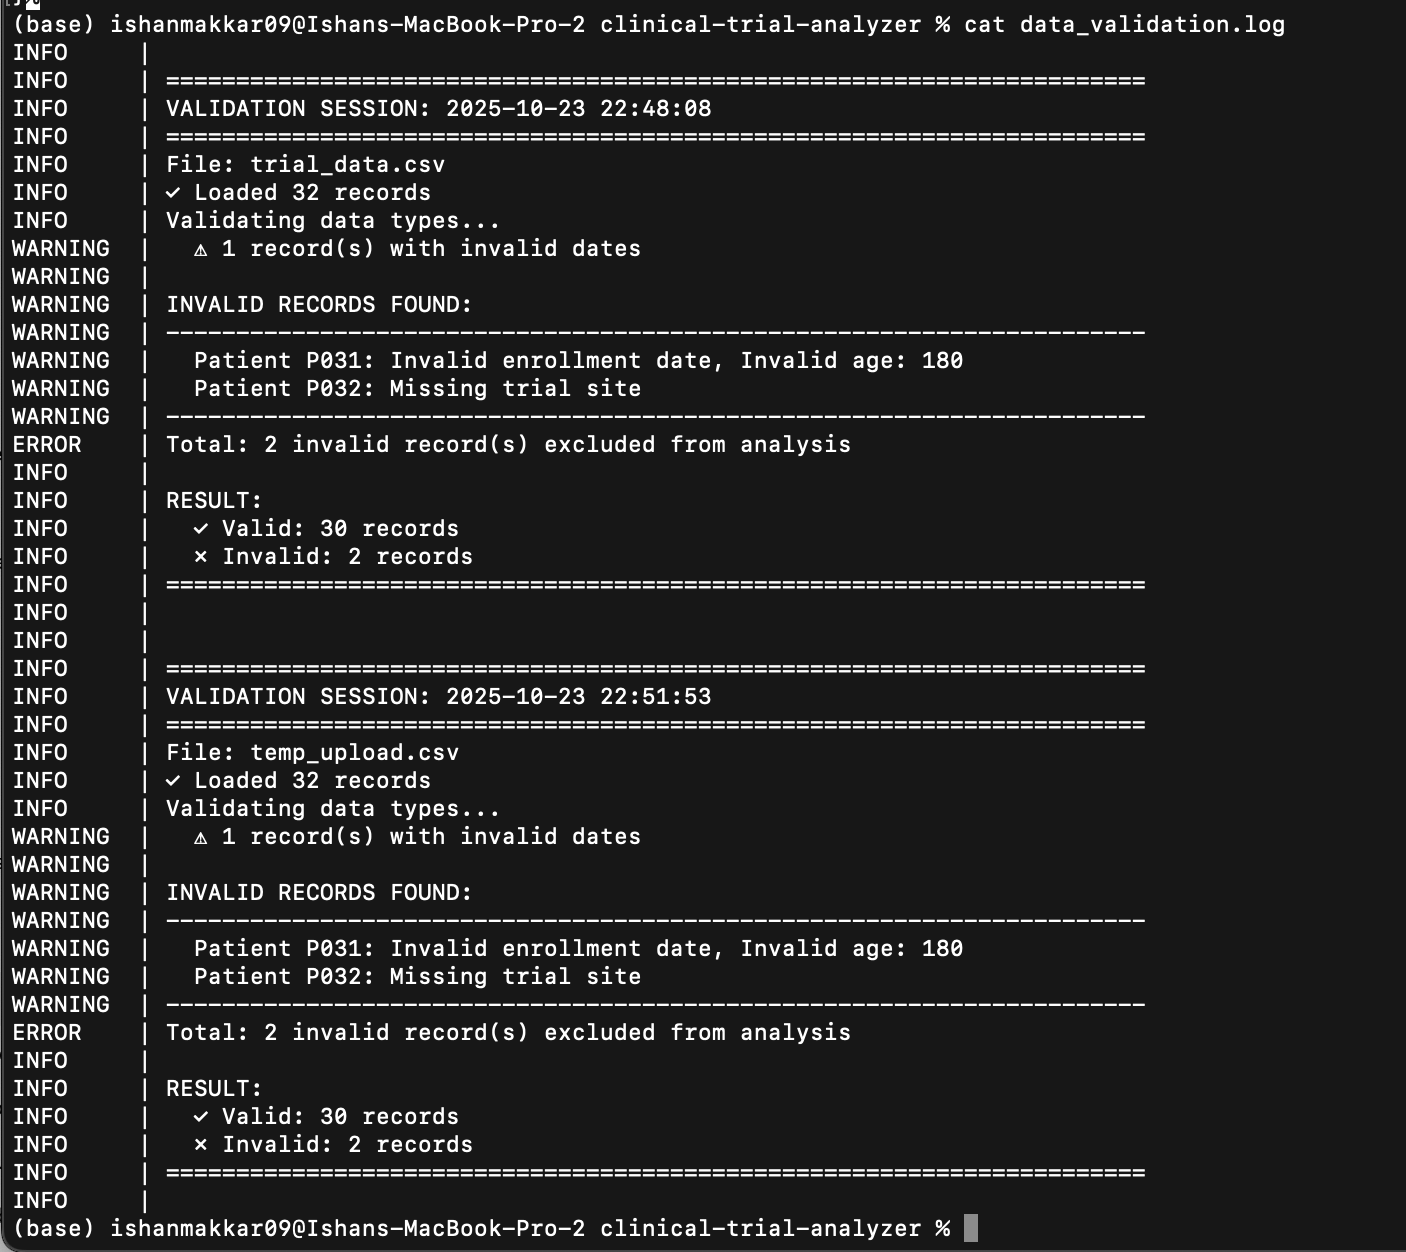 (base) ishanmakkar09@Ishans-MacBook-Pro-2 clinical-trial-analyzer % cat data_validation.log
INFO     |
INFO     | ======================================================================
INFO     | VALIDATION SESSION: 2025-10-23 22:48:08
INFO     | ======================================================================
INFO     | File: trial_data.csv
INFO     | ✓ Loaded 32 records
INFO     | Validating data types...
WARNING  |   ⚠ 1 record(s) with invalid dates
WARNING  |
WARNING  | INVALID RECORDS FOUND:
WARNING  | ----------------------------------------------------------------------
WARNING  |   Patient P031: Invalid enrollment date, Invalid age: 180
WARNING  |   Patient P032: Missing trial site
WARNING  | ----------------------------------------------------------------------
ERROR    | Total: 2 invalid record(s) excluded from analysis
INFO     |
INFO     | RESULT:
INFO     |   ✓ Valid: 30 records
INFO     |   × Invalid: 2 records
INFO     | ======================================================================
INFO     |
INFO     |
INFO     | ======================================================================
INFO     | VALIDATION SESSION: 2025-10-23 22:51:53
INFO     | ======================================================================
INFO     | File: temp_upload.csv
INFO     | ✓ Loaded 32 records
INFO     | Validating data types...
WARNING  |   ⚠ 1 record(s) with invalid dates
WARNING  |
WARNING  | INVALID RECORDS FOUND:
WARNING  | ----------------------------------------------------------------------
WARNING  |   Patient P031: Invalid enrollment date, Invalid age: 180
WARNING  |   Patient P032: Missing trial site
WARNING  | ----------------------------------------------------------------------
ERROR    | Total: 2 invalid record(s) excluded from analysis
INFO     |
INFO     | RESULT:
INFO     |   ✓ Valid: 30 records
INFO     |   × Invalid: 2 records
INFO     | ======================================================================
INFO     |
(base) ishanmakkar09@Ishans-MacBook-Pro-2 clinical-trial-analyzer %